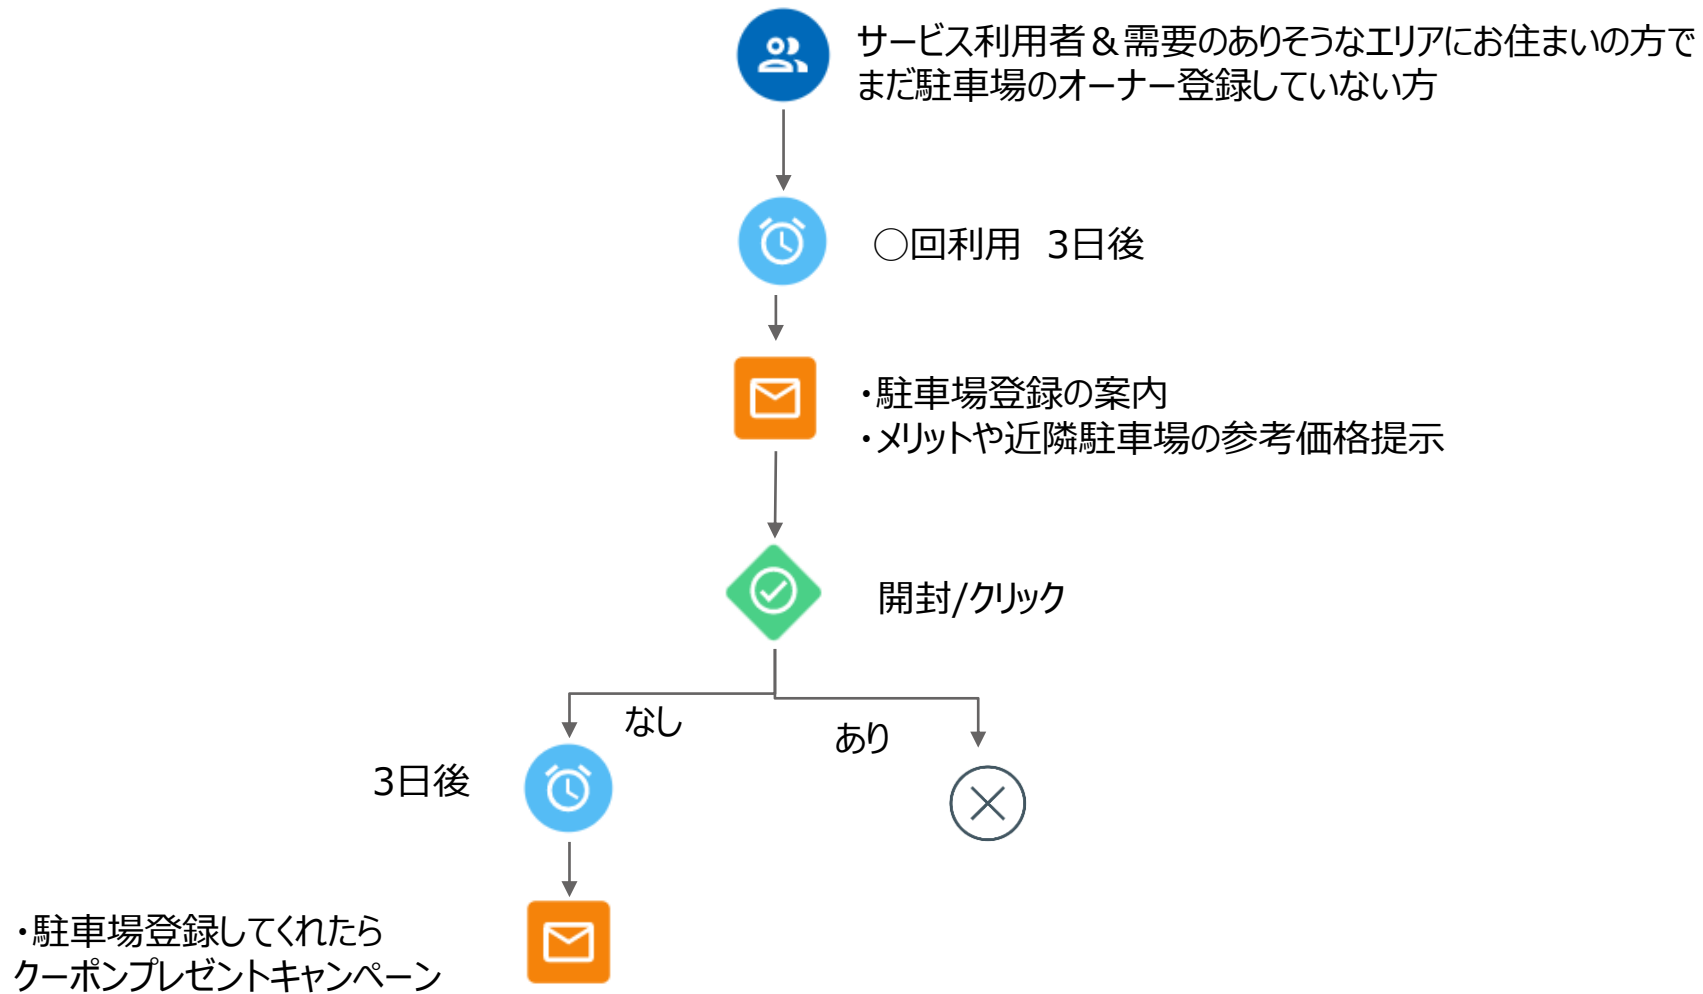 サービス利用者＆需要のありそうなエリアにお住まいの方で
まだ駐車場のオーナー登録していない方
〇回利用　3日後
・駐車場登録の案内
・メリットや近隣駐車場の参考価格提示
開封/クリック
なし
あり
3日後
・駐車場登録してくれたら
クーポンプレゼントキャンペーン